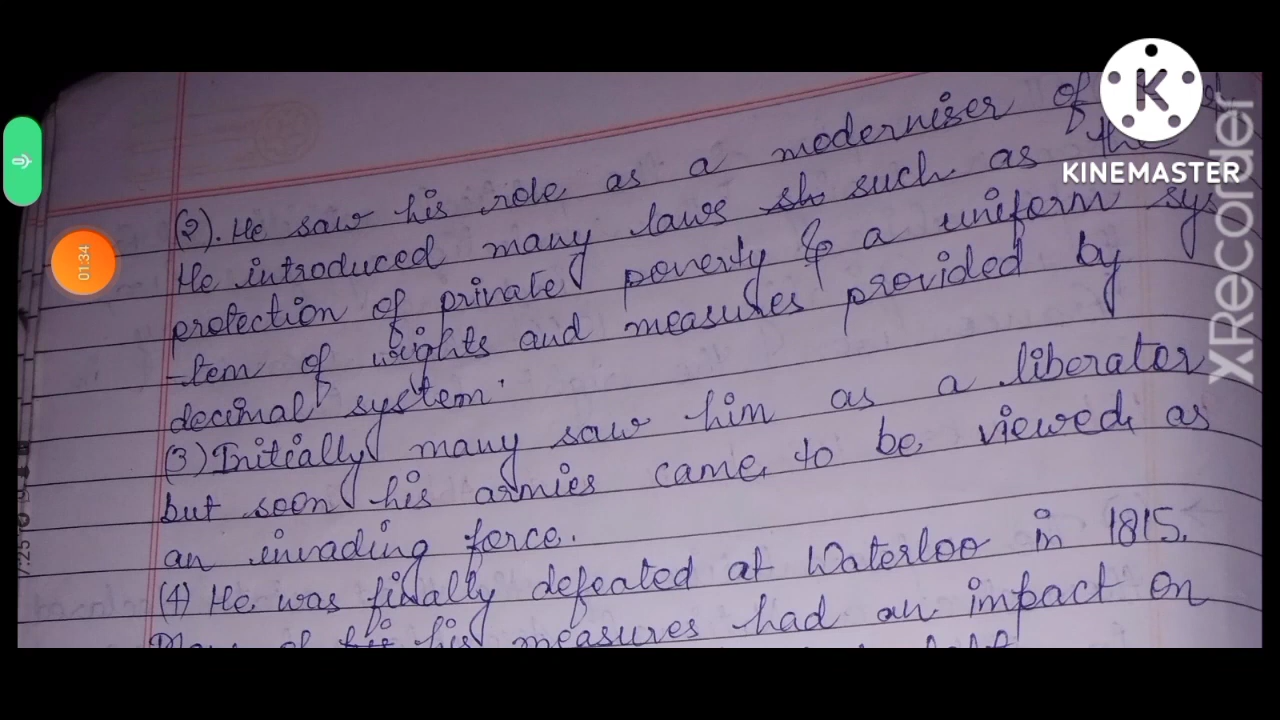 KINEMASTER
XRecorder
01:34
(2). He saw his role as a moderniser of
He introduced many laws such as the
protection of private poverty & a uniform sys
-tem of weights and measures provided by
decimal system.
(3) Initially many saw him as a liberator
but soon his armies came to be viewed as
an invading force.
(4) He was finally defeated at Waterloo in 1815.
Many of his measures had an impact on